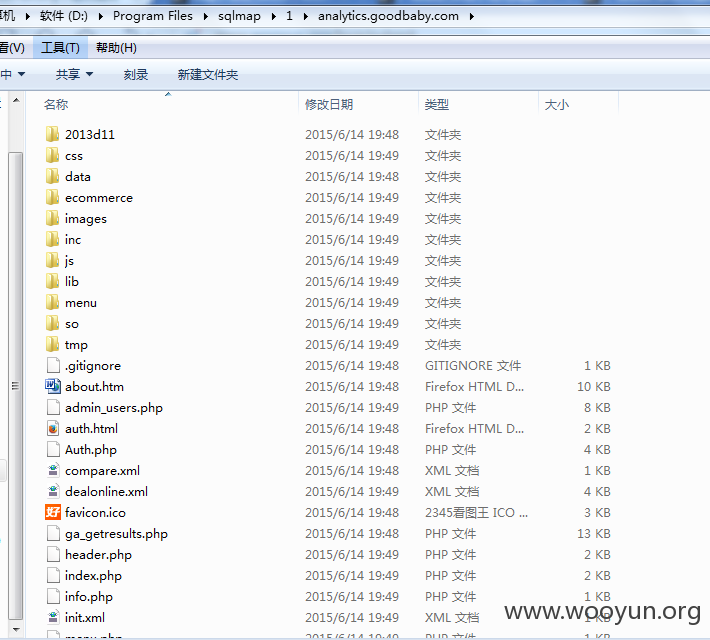 机 ▸ 软件 (D:) ▸ Program Files ▸ sqlmap ▸ 1 ▸ analytics.goodbaby.com ▸
看(V) 工具(T) 帮助(H)
中 ▼ 共享 ▼ 刻录 新建文件夹
名称 修改日期 类型 大小
2013d11 2015/6/14 19:48 文件夹
css 2015/6/14 19:49 文件夹
data 2015/6/14 19:48 文件夹
ecommerce 2015/6/14 19:49 文件夹
images 2015/6/14 19:49 文件夹
inc 2015/6/14 19:49 文件夹
js 2015/6/14 19:49 文件夹
lib 2015/6/14 19:49 文件夹
menu 2015/6/14 19:49 文件夹
so 2015/6/14 19:49 文件夹
tmp 2015/6/14 19:49 文件夹
.gitignore 2015/6/14 19:48 GITIGNORE 文件 1 KB
about.htm 2015/6/14 19:48 Firefox HTML D... 10 KB
admin_users.php 2015/6/14 19:49 PHP 文件 8 KB
auth.html 2015/6/14 19:48 Firefox HTML D... 2 KB
Auth.php 2015/6/14 19:49 PHP 文件 4 KB
compare.xml 2015/6/14 19:48 XML 文档 1 KB
dealonline.xml 2015/6/14 19:49 XML 文档 4 KB
favicon.ico 2015/6/14 19:48 2345看图王 ICO ... 3 KB
ga_getresults.php 2015/6/14 19:48 PHP 文件 13 KB
header.php 2015/6/14 19:49 PHP 文件 2 KB
index.php 2015/6/14 19:49 PHP 文件 2 KB
info.php 2015/6/14 19:49 PHP 文件 1 KB
init.xml 2015/6/14 19:49 XML 文档 1 KB
www.wooyun.org